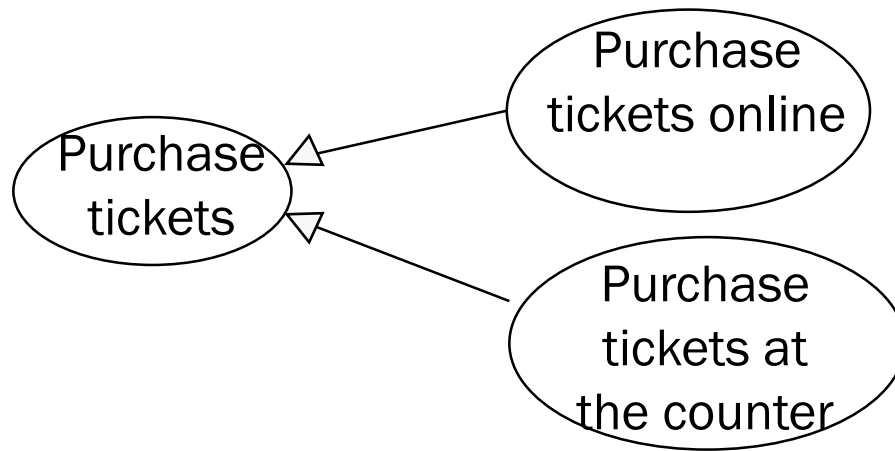 Purchase
tickets
Purchase
tickets online
Purchase
tickets at
the counter